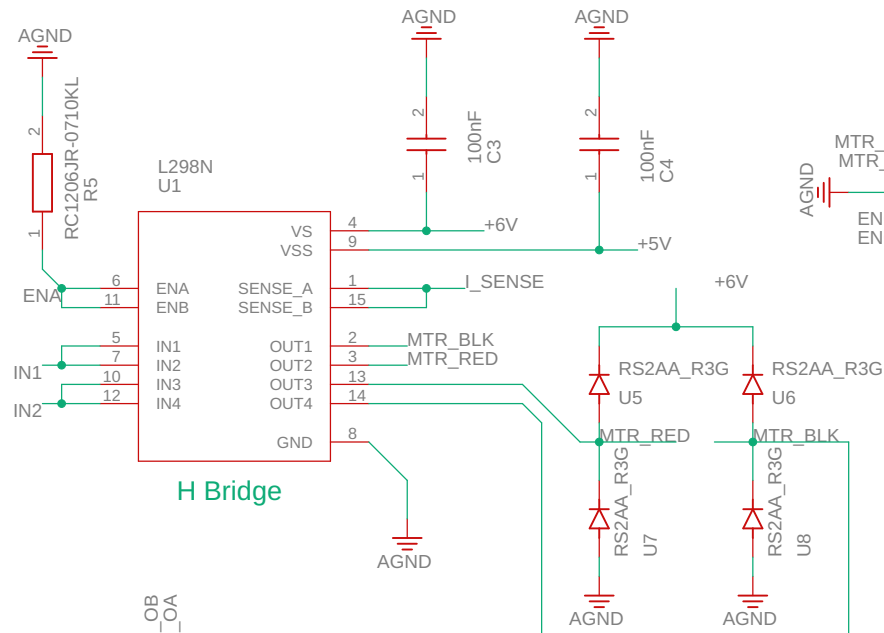 AGND
AGND
AGND
2
RC1206JR-0710KL
R5
1
2
100nF
C3
1
2
100nF
C4
1
MTR_
MTR_
AGND
EN
EN
L298N
U1
VS 4 +6V
VSS 9 +5V
ENA 6 ENA SENSE_A 1 I_SENSE
11 ENB SENSE_B 15
5 IN1 OUT1 2 MTR_BLK
IN1 7 IN2 OUT2 3 MTR_RED
10 IN3 OUT3 13
IN2 12 IN4 OUT4 14
GND 8
H Bridge
AGND
+6V
RS2AA_R3G
U5
RS2AA_R3G
U6
MTR_RED
MTR_BLK
RS2AA_R3G
U7
RS2AA_R3G
U8
AGND
AGND
_OB
_OA